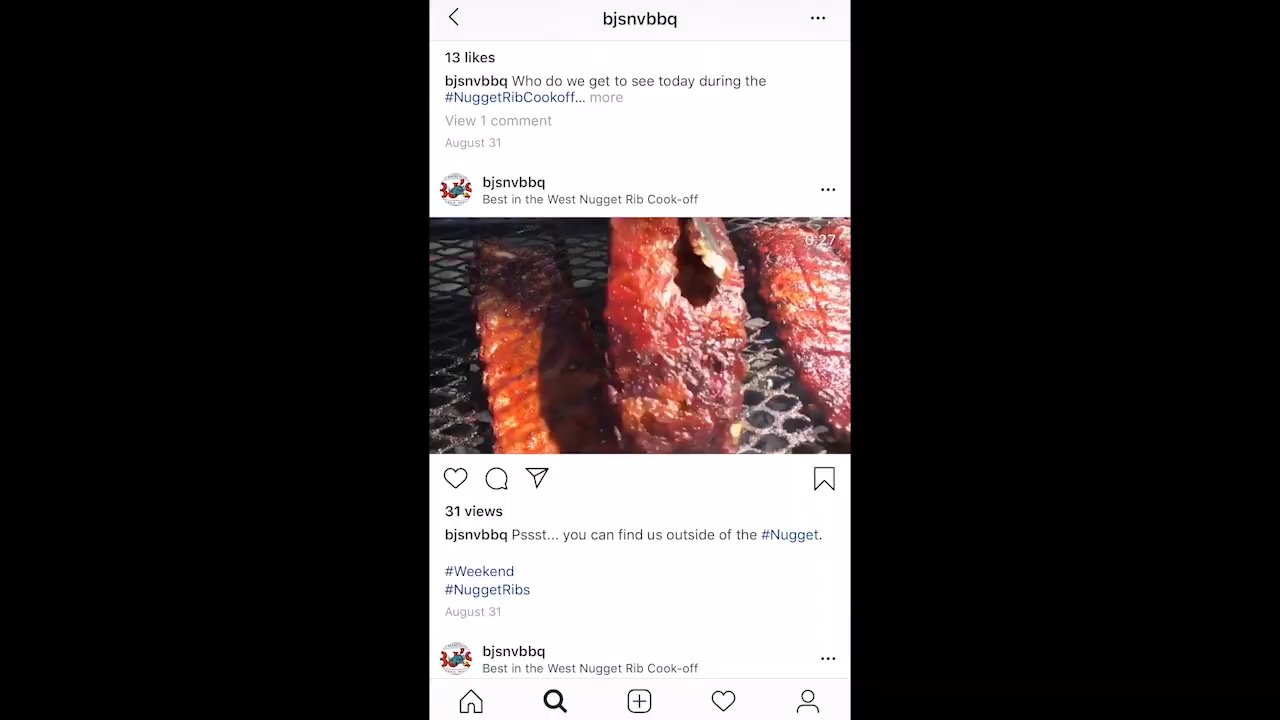 bjsnvbbq
13 likes
bjsnvbbq Who do we get to see today during the
#NuggetRibCookoff... more
View 1 comment
August 31
bjsnvbbq
Best in the West Nugget Rib Cook-off
0:27
31 views
bjsnvbbq Pssst... you can find us outside of the #Nugget.
#Weekend
#NuggetRibs
August 31
bjsnvbbq
Best in the West Nugget Rib Cook-off